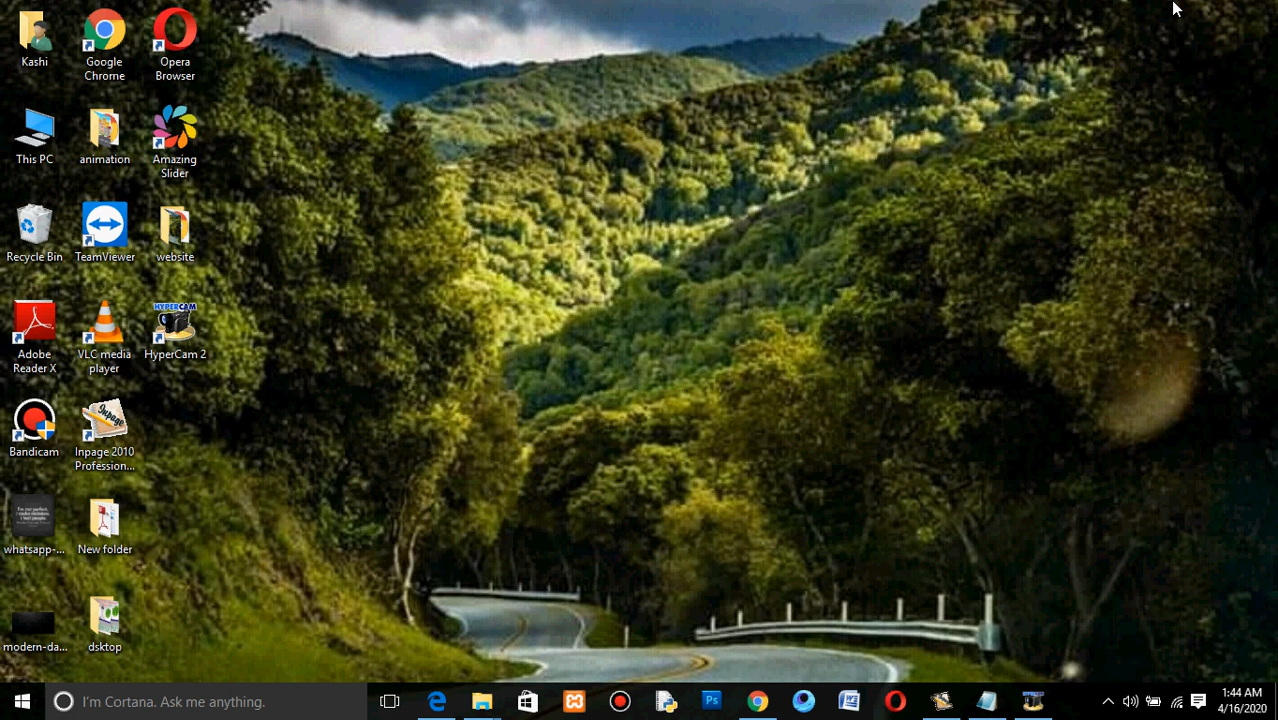 Kashi
Google
Chrome
Opera
Browser
This PC
animation
Amazing
Slider
Recycle Bin
TeamViewer
website
HYPERCAM
Adobe
Reader X
VLC media
player
HyperCam 2
Inpage
Bandicam
Inpage 2010
Profession...
whatsapp-...
New folder
modern-da...
dsktop
I'm Cortana. Ask me anything.
Ps
1:44 AM
4/16/2020